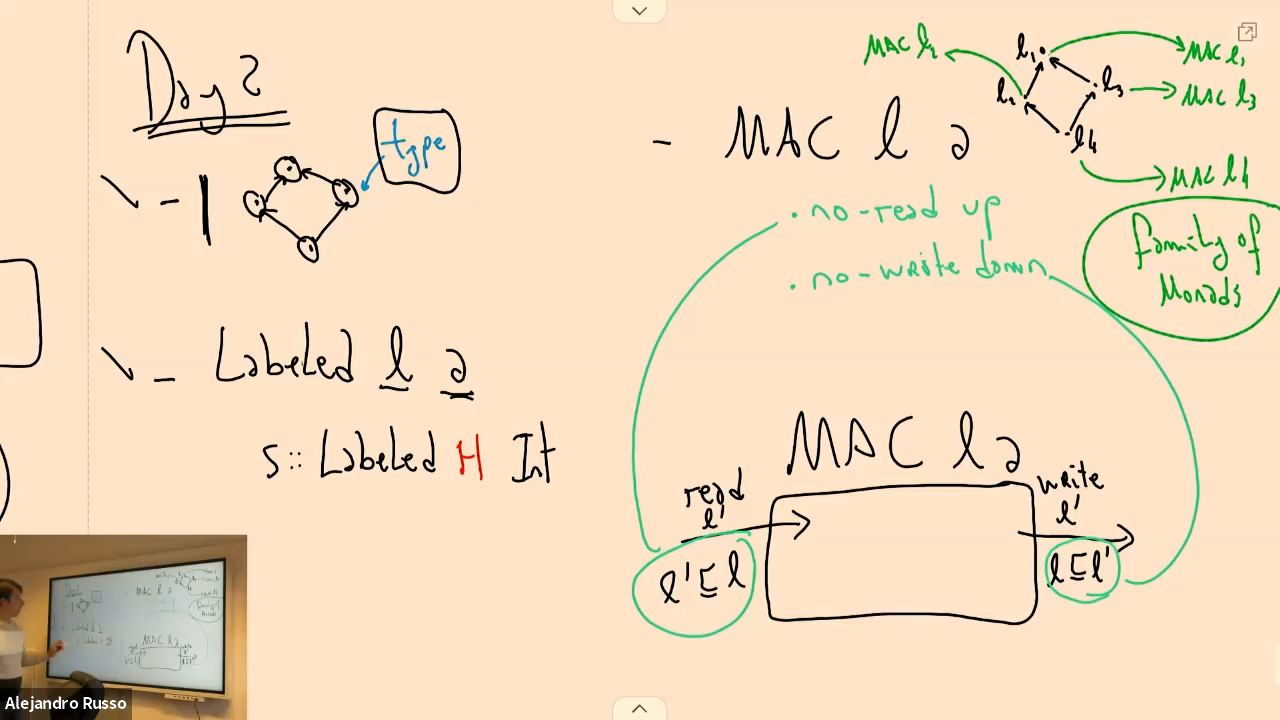 Day 2
type
- Labeled l a
s :: Labeled H Int
- MAC l a
MAC l2
l1
MAC l1
l2
l3
MAC l3
l4
MAC l4
• no-read up
• no-write down
Family of
Monads
MAC l a
read
l'
l' ⊑ l
write
l'
l ⊑ l'
Alejandro Russo